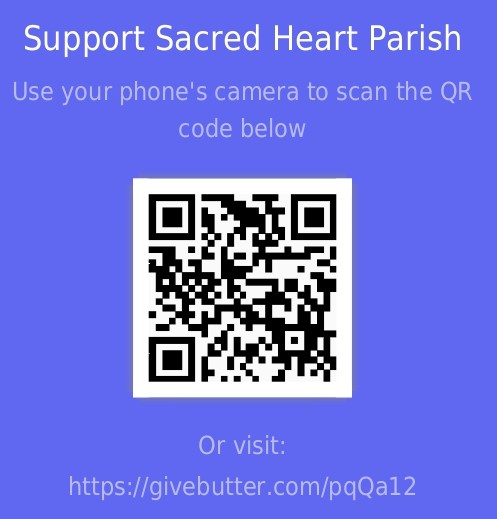 Support Sacred Heart Parish
Use your phone's camera to scan the QR
code below
Or visit:
https://givebutter.com/pqQa12